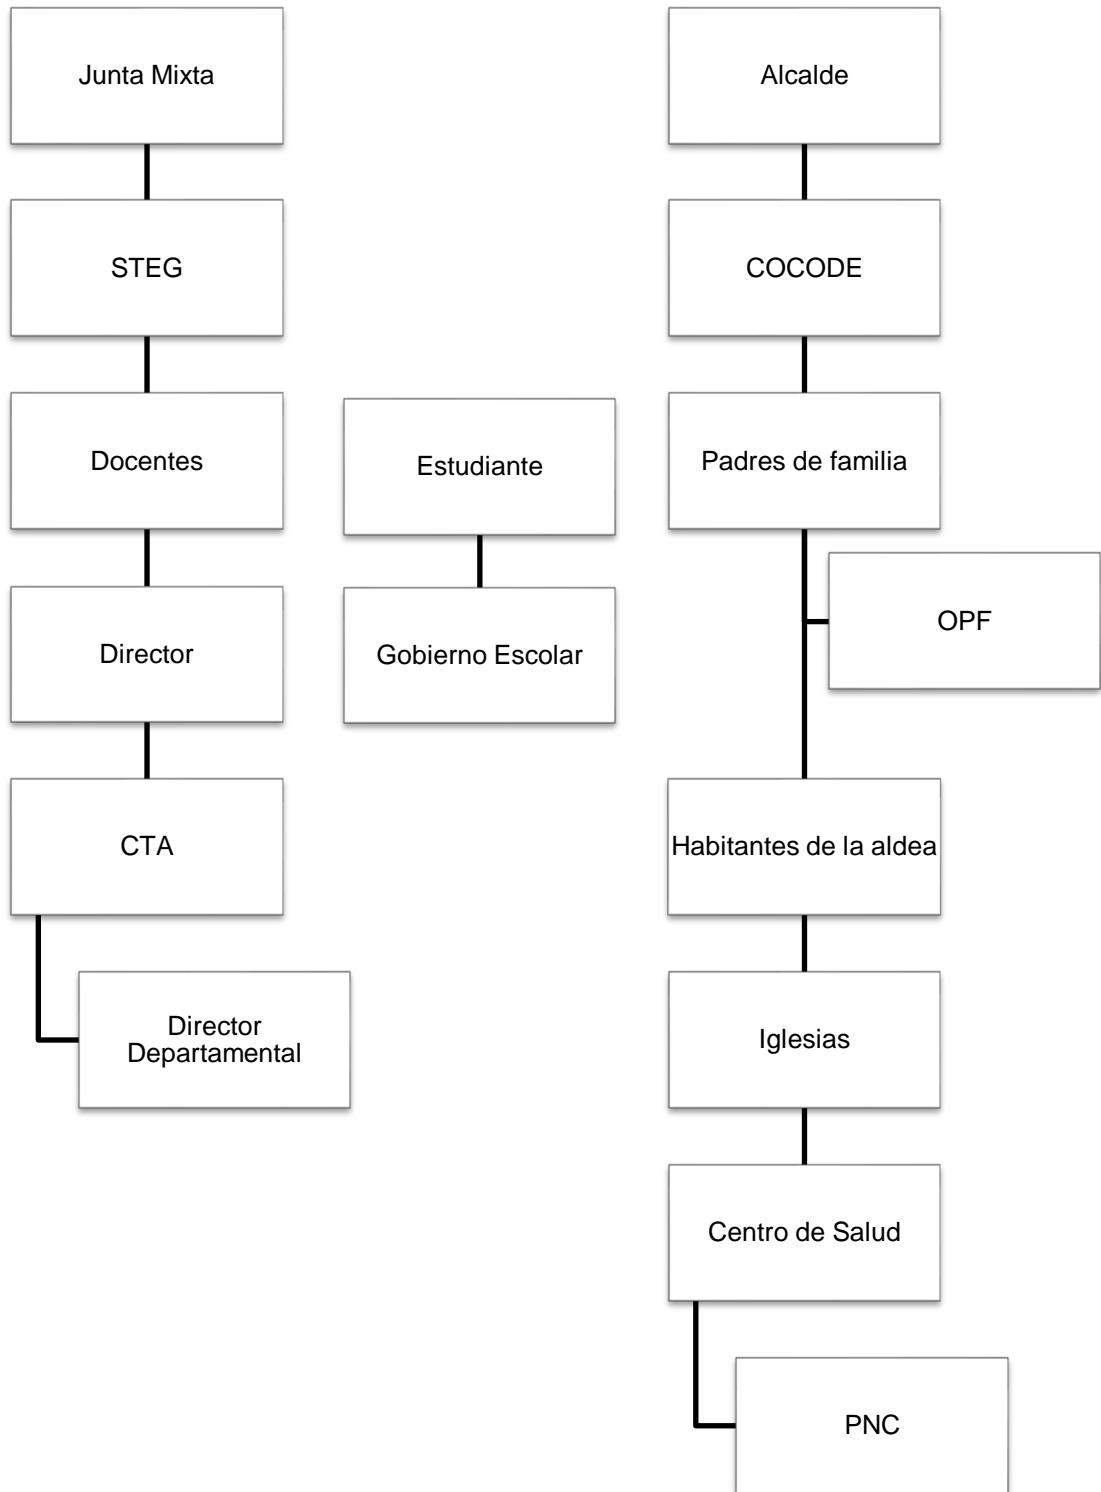 Junta Mixta
STEG
Docentes
Director
CTA
Director
Departamental
Estudiante
Gobierno Escolar
Alcalde
COCODE
Padres de familia
OPF
Habitantes de la aldea
Iglesias
Centro de Salud
PNC